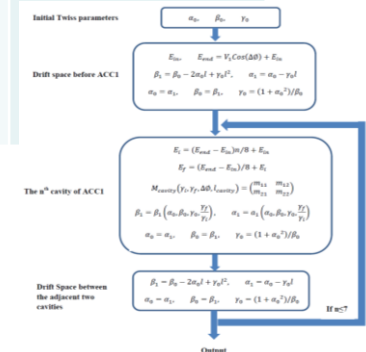 Initial Twiss parameters
α₀, β₀, γ₀
Drift space before ACC1
E_in, E_end = V₁Cos(ΔØ) + E_in
β₁ = β₀ − 2α₀l + γ₀l², α₁ = α₀ − γ₀l
α₀ = α₁, β₀ = β₁, γ₀ = (1 + α₀²)/β₀
The nᵗʰ cavity of ACC1
E_i = (E_end − E_in)n/8 + E_in
E_f = (E_end − E_in)/8 + E_i
M_cavity(γ_i, γ_f, ΔØ, l_cavity) = (m₁₁ m₁₂
m₂₁ m₂₂)
β₁ = β₁(α₀, β₀, γ₀, γ_f/γ_i), α₁ = α₁(α₀, β₀, γ₀, γ_f/γ_i)
α₀ = α₁, β₀ = β₁, γ₀ = (1 + α₀²)/β₀
Drift Space between
the adjacent two
cavities
β₁ = β₀ − 2α₀l + γ₀l², α₁ = α₀ − γ₀l
α₀ = α₁, β₀ = β₁, γ₀ = (1 + α₀²)/β₀
If n≤7
Output